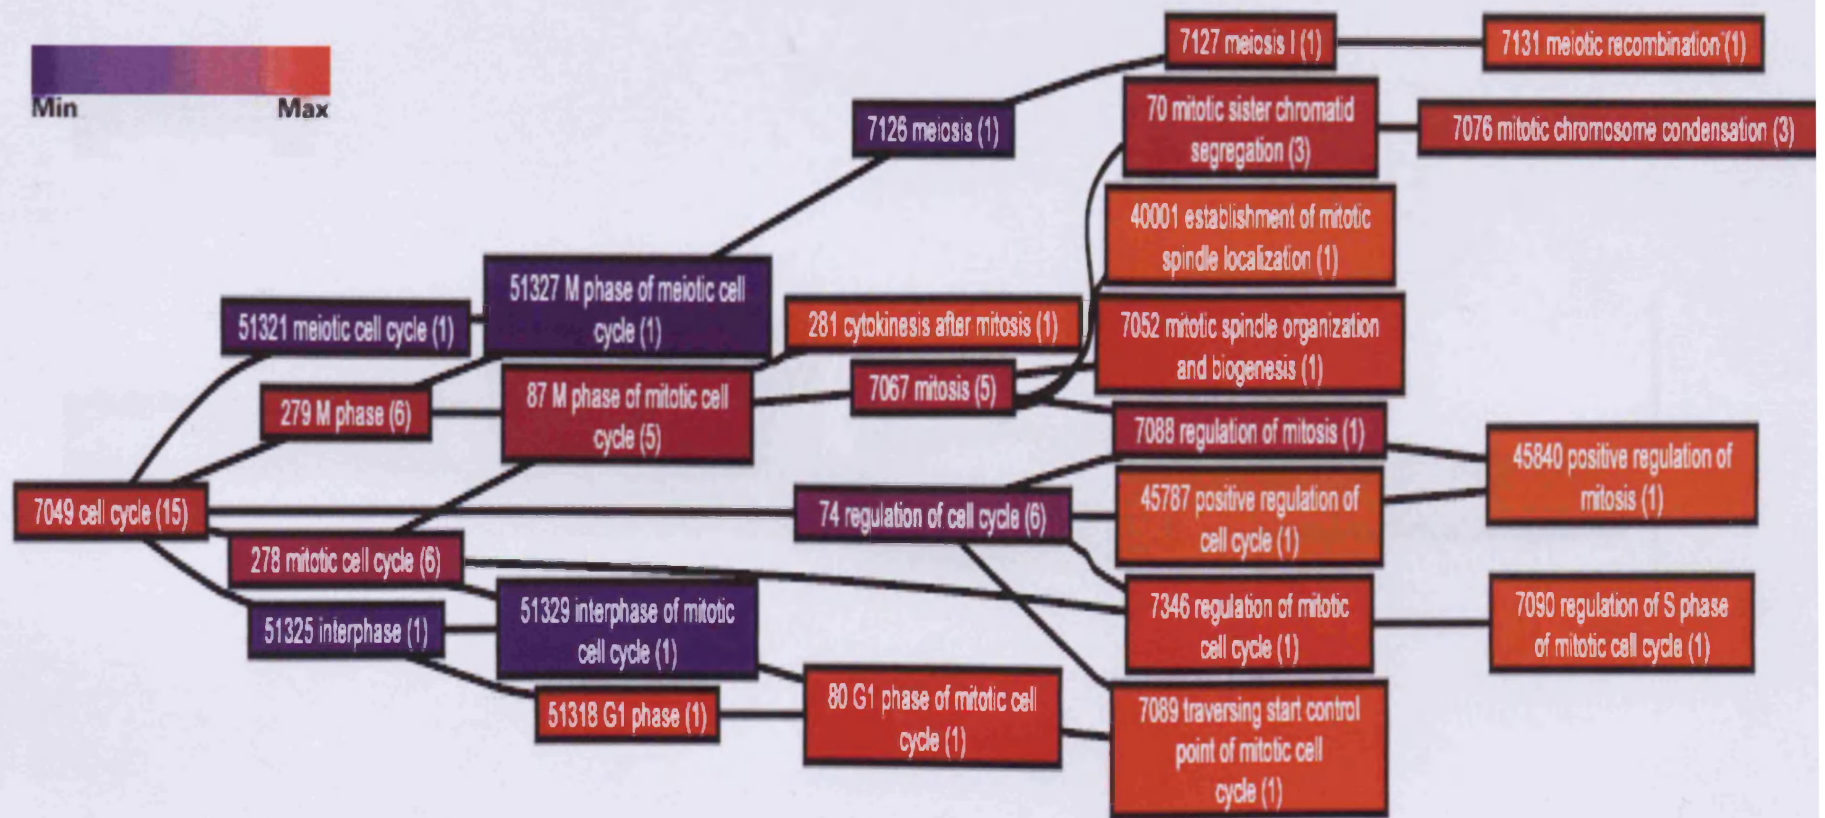 Min Max
7127 meiosis I (1)
7131 meiotic recombination (1)
7126 meiosis (1)
70 mitotic sister chromatid
segregation (3)
7076 mitotic chromosome condensation (3)
40001 establishment of mitotic
spindle localization (1)
51321 meiotic cell cycle (1)
51327 M phase of meiotic cell
cycle (1)
281 cytokinesis after mitosis (1)
7052 mitotic spindle organization
and biogenesis (1)
279 M phase (6)
87 M phase of mitotic cell
cycle (5)
7067 mitosis (5)
7088 regulation of mitosis (1)
45840 positive regulation of
mitosis (1)
7049 cell cycle (15)
74 regulation of cell cycle (6)
45787 positive regulation of
cell cycle (1)
278 mitotic cell cycle (6)
51325 interphase (1)
51329 interphase of mitotic
cell cycle (1)
7346 regulation of mitotic
cell cycle (1)
7090 regulation of S phase
of mitotic cell cycle (1)
51318 G1 phase (1)
80 G1 phase of mitotic cell
cycle (1)
7089 traversing start control
point of mitotic cell
cycle (1)